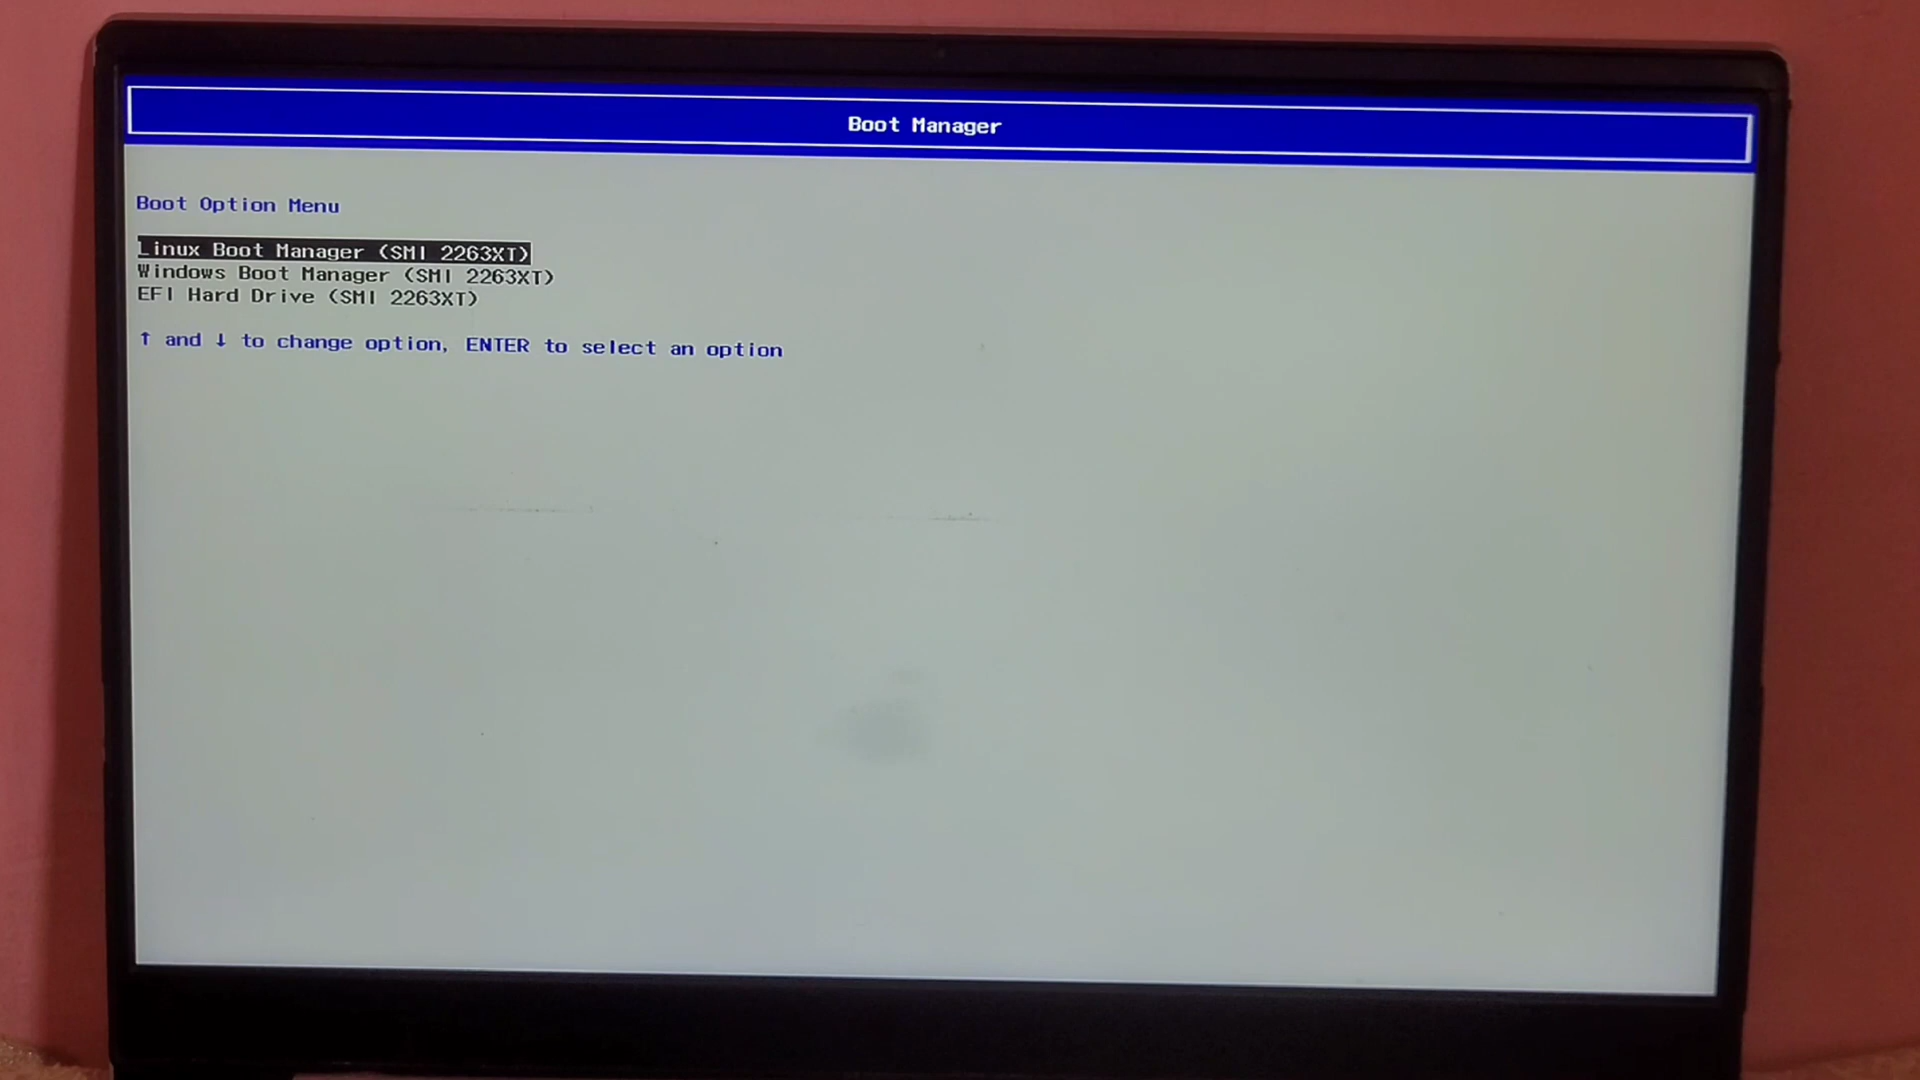 Boot Manager
Boot Option Menu
Linux Boot Manager (SMI 2263XT)
Windows Boot Manager (SMI 2263XT)
EFI Hard Drive (SMI 2263XT)
↑ and ↓ to change option, ENTER to select an option